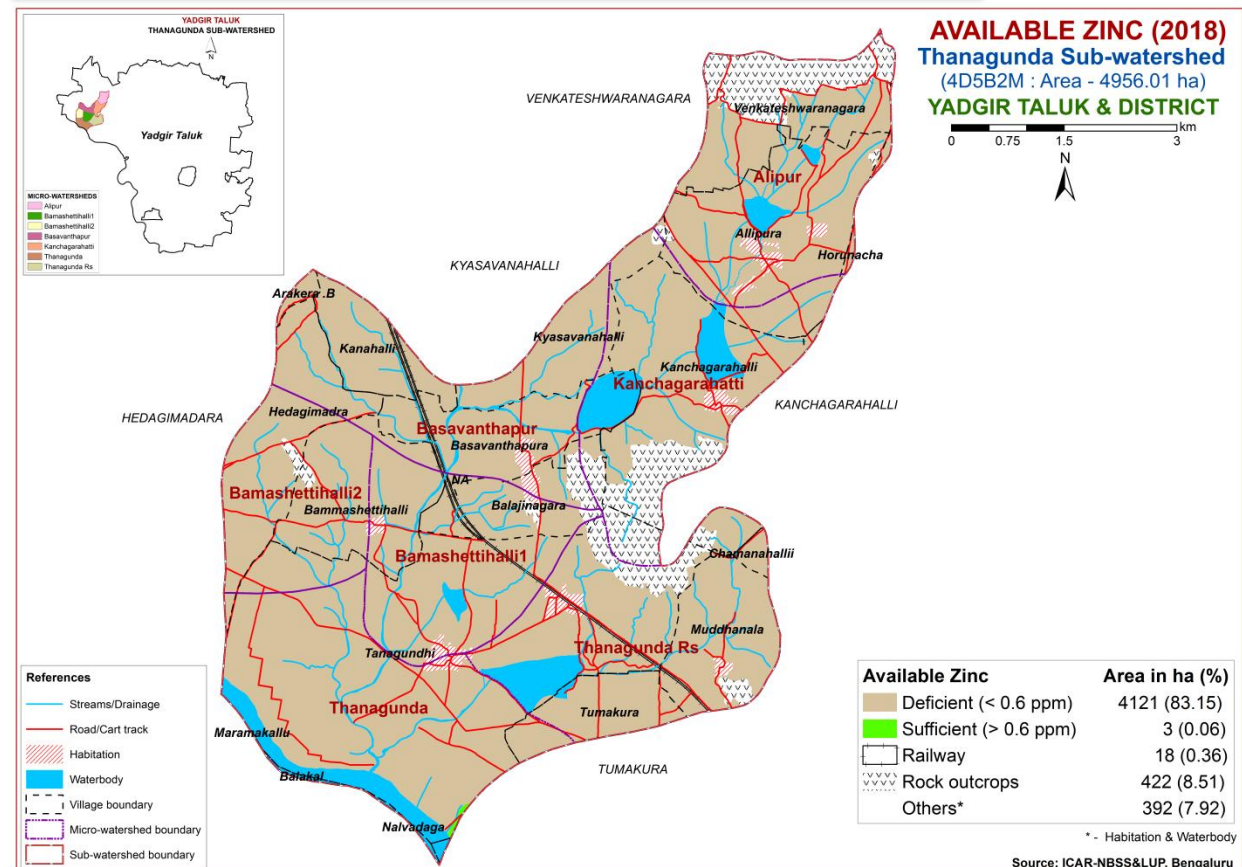 YADGIR TALUK
THANAGUNDA SUB-WATERSHED
N
Yadgir Taluk
MICRO-WATERSHEDS
Alipur
Bamashettihalli1
Bamashettihalli2
Basavanthapur
Kanchagarahatti
Thanagunda
Thanagunda Rs
AVAILABLE ZINC (2018)
Thanagunda Sub-watershed
(4D5B2M : Area - 4956.01 ha)
YADGIR TALUK & DISTRICT
km
0 0.75 1.5 3
N
VENKATESHWARANAGARA
Venkateshwaranagara
Alipur
Allipura
Horunacha
KYASAVANAHALLI
Arakera .B
Kanahalli
Kyasavanahalli
Kanchagarahalli
Kanchagarahatti
KANCHAGARAHALLI
HEDAGIMADARA
Hedagimadra
Basavanthapur
Basavanthapura
NA
Bamashettihalli2
Bammashettihalli
Balajinagara
Bamashettihalli1
Chamanahallii
Muddhanala
Tanagundhi
Thanagunda Rs
Thanagunda
Tumakura
Maramakallu
Balakal
TUMAKURA
Nalvadaga
References
Streams/Drainage
Road/Cart track
Habitation
Waterbody
Village boundary
Micro-watershed boundary
Sub-watershed boundary
Available Zinc Area in ha (%)
Deficient (< 0.6 ppm) 4121 (83.15)
Sufficient (> 0.6 ppm) 3 (0.06)
Railway 18 (0.36)
Rock outcrops 422 (8.51)
Others* 392 (7.92)
* - Habitation & Waterbody
Source: ICAR-NBSS&LUP, Bengaluru